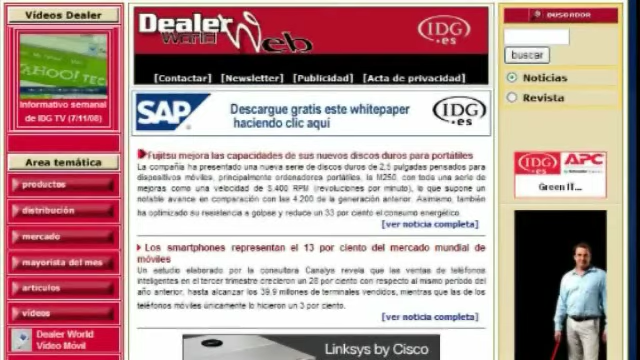 Vídeos Dealer
YAHOO! TEC
Informativo semanal
de IDG TV (7/11/08)
Area temática
productos
distribución
mercado
mayorista del mes
artículos
vídeos
Dealer World
Video Móvil
Dealer
World
Web
IDG
.es
[Contactar] [Newsletter] [Publicidad] [Acta de privacidad]
SAP
Descargue gratis este whitepaper
haciendo clic aquí
IDG
.es
Fujitsu mejora las capacidades de sus nuevos discos duros para portátiles
La compañía ha presentado una nueva serie de discos duros de 2,5 pulgadas pensados para
dispositivos móviles, principalmente ordenadores portátiles, la M250, con toda una serie de
mejoras como una velocidad de 5.400 RPM (revoluciones por minuto), lo que supone un
notable avance en comparación con las 4.200 de la generación anterior. Asimismo, también
ha optimizado su resistencia a golpes y reduce un 33 por ciento el consumo energético.
[ver noticia completa]
Los smartphones representan el 13 por ciento del mercado mundial de
móviles
Un estudio elaborado por la consultora Canalys revela que las ventas de teléfonos
inteligentes en el tercer trimestre crecieron un 28 por ciento con respecto al mismo período del
año anterior, hasta alcanzar los 39,9 millones de terminales vendidos, mientras que las de los
teléfonos móviles únicamente lo hicieron un 3 por ciento.
[ver noticia completa]
Linksys by Cisco
BUSCADOR
buscar
Noticias
Revista
IDG
.es
APC
Green IT...